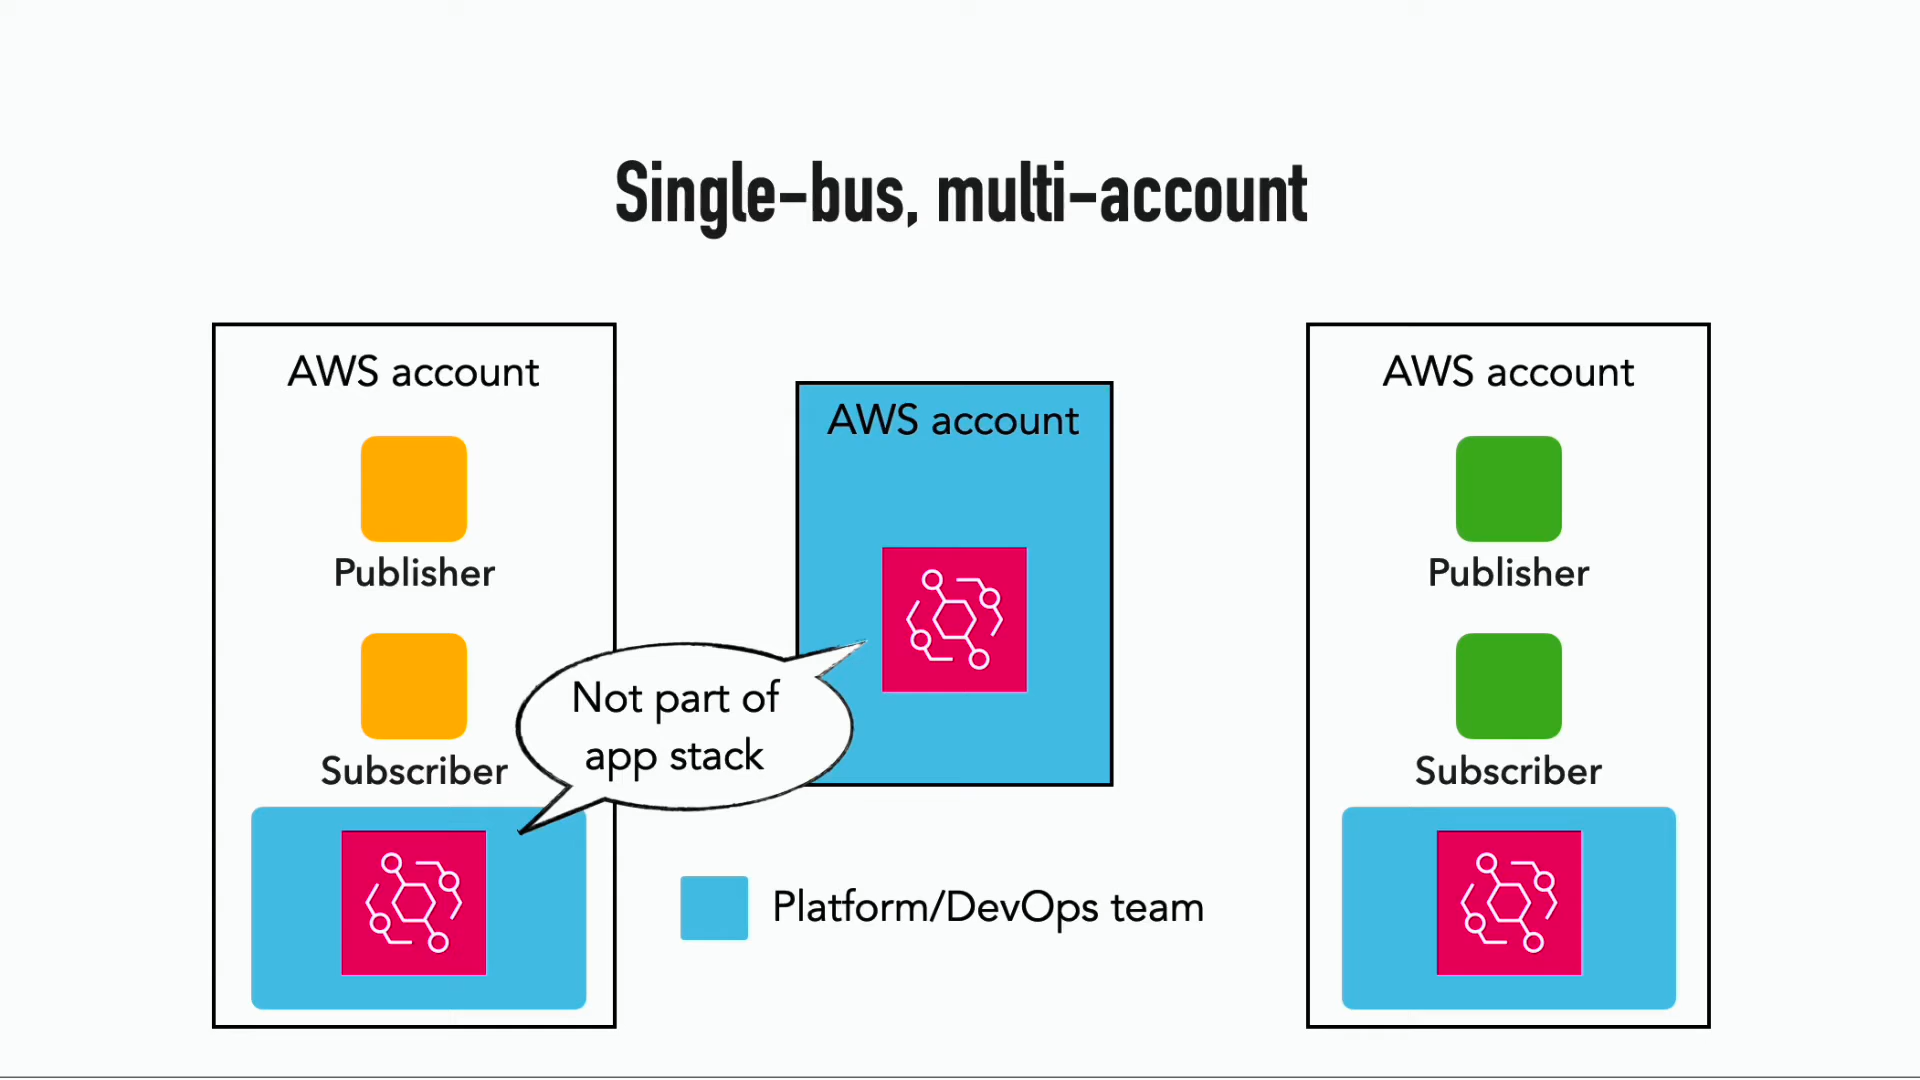 Single-bus, multi-account
AWS account
Publisher
Subscriber
AWS account
Not part of
app stack
Platform/DevOps team
AWS account
Publisher
Subscriber